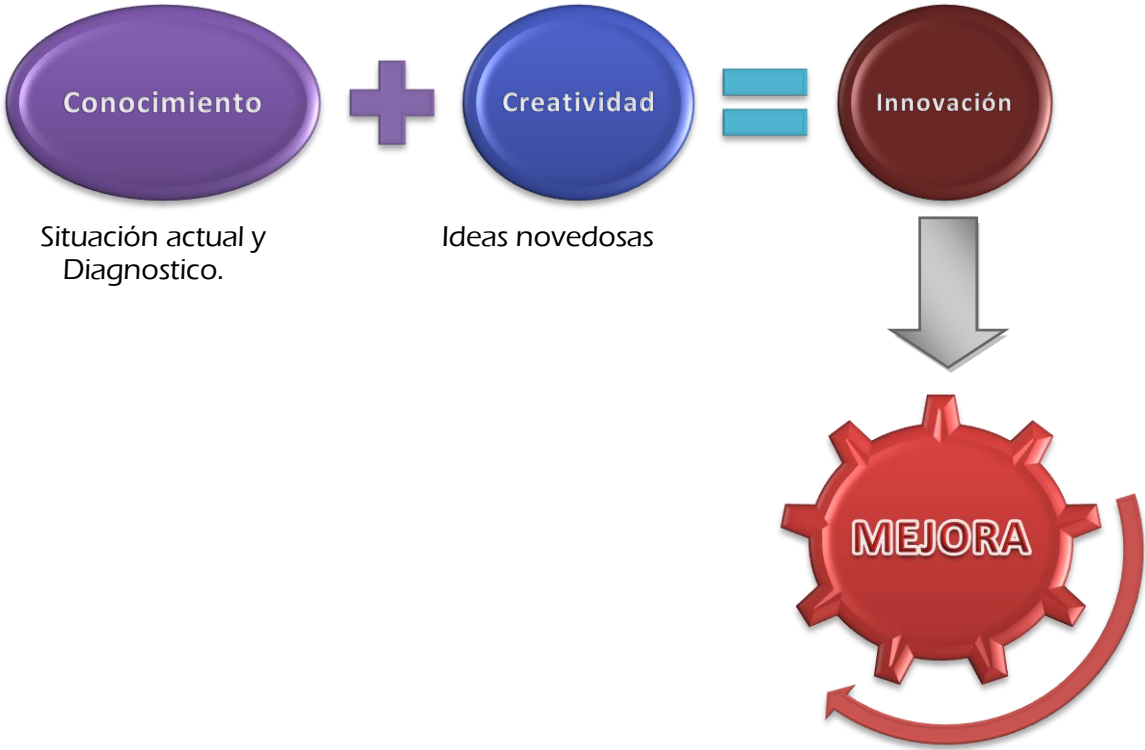 Conocimiento
Creatividad
Innovación
Situación actual y
Diagnostico.
Ideas novedosas
MEJORA